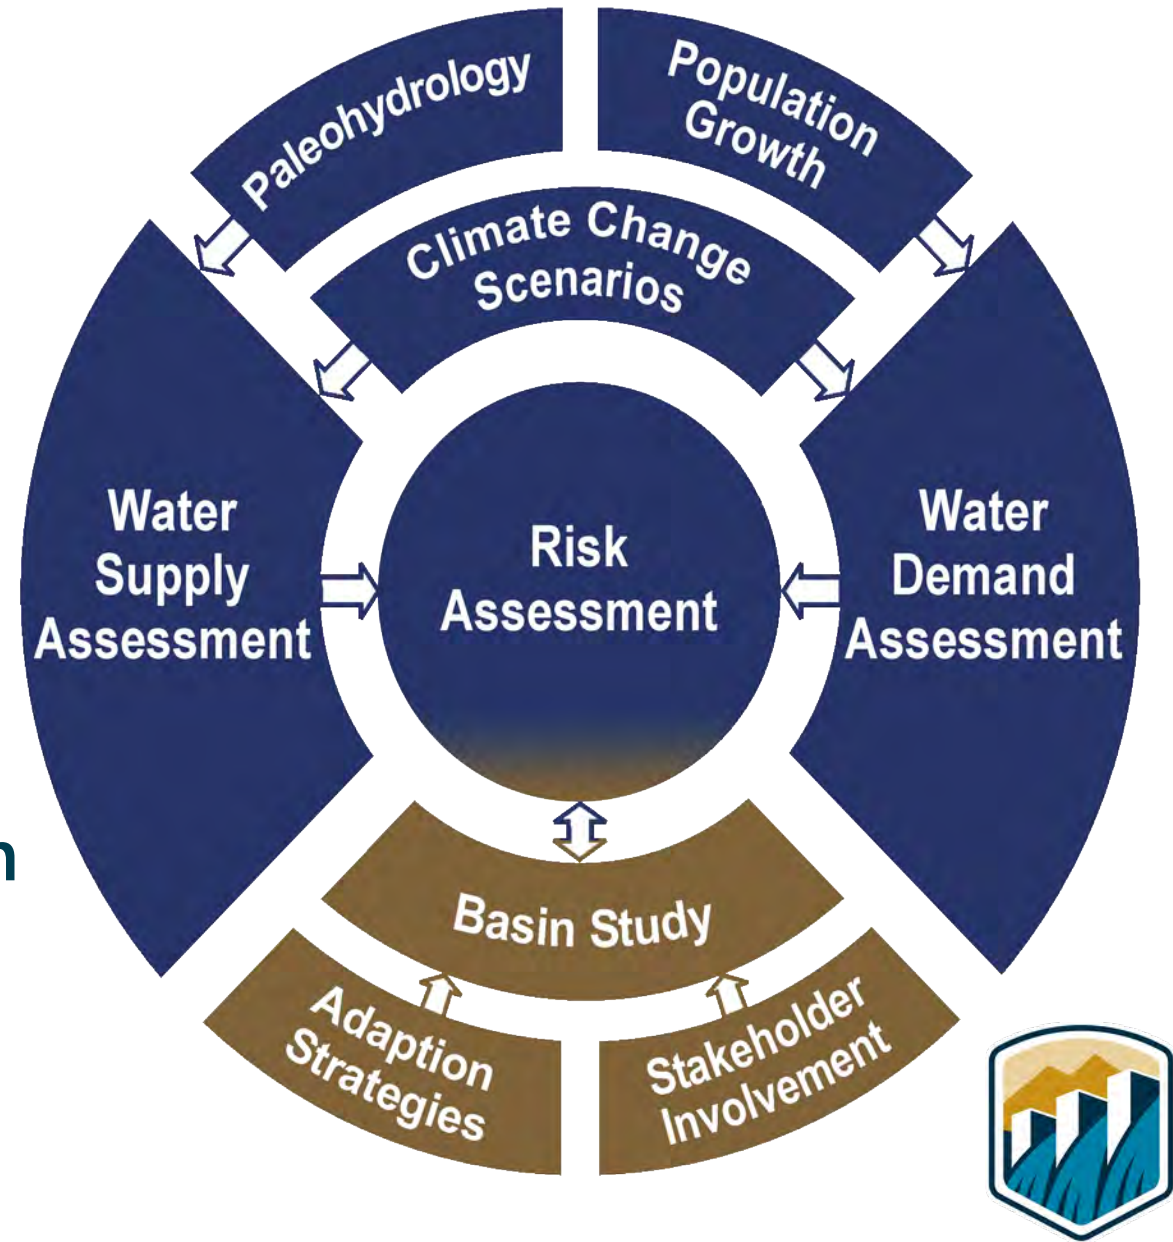 Paleohydrology
Population
Growth
Climate Change
Scenarios
Water
Supply
Assessment
Risk
Assessment
Water
Demand
Assessment
n
Basin Study
Adaption
Strategies
Stakeholder
Involvement